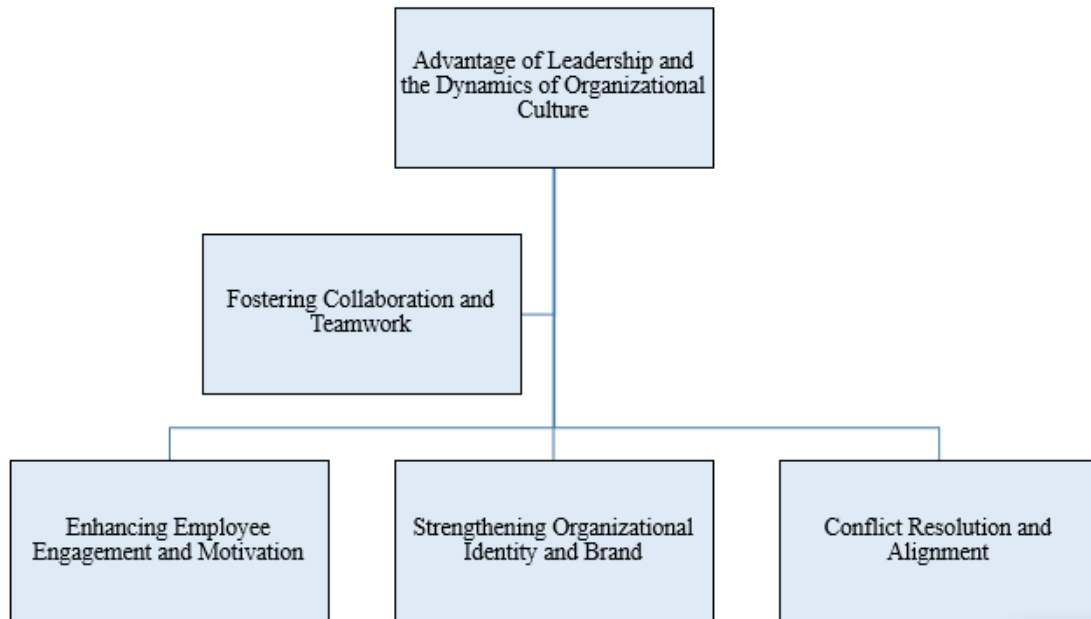 Advantage of Leadership and
the Dynamics of Organizational
Culture
Fostering Collaboration and
Teamwork
Enhancing Employee
Engagement and Motivation
Strengthening Organizational
Identity and Brand
Conflict Resolution and
Alignment